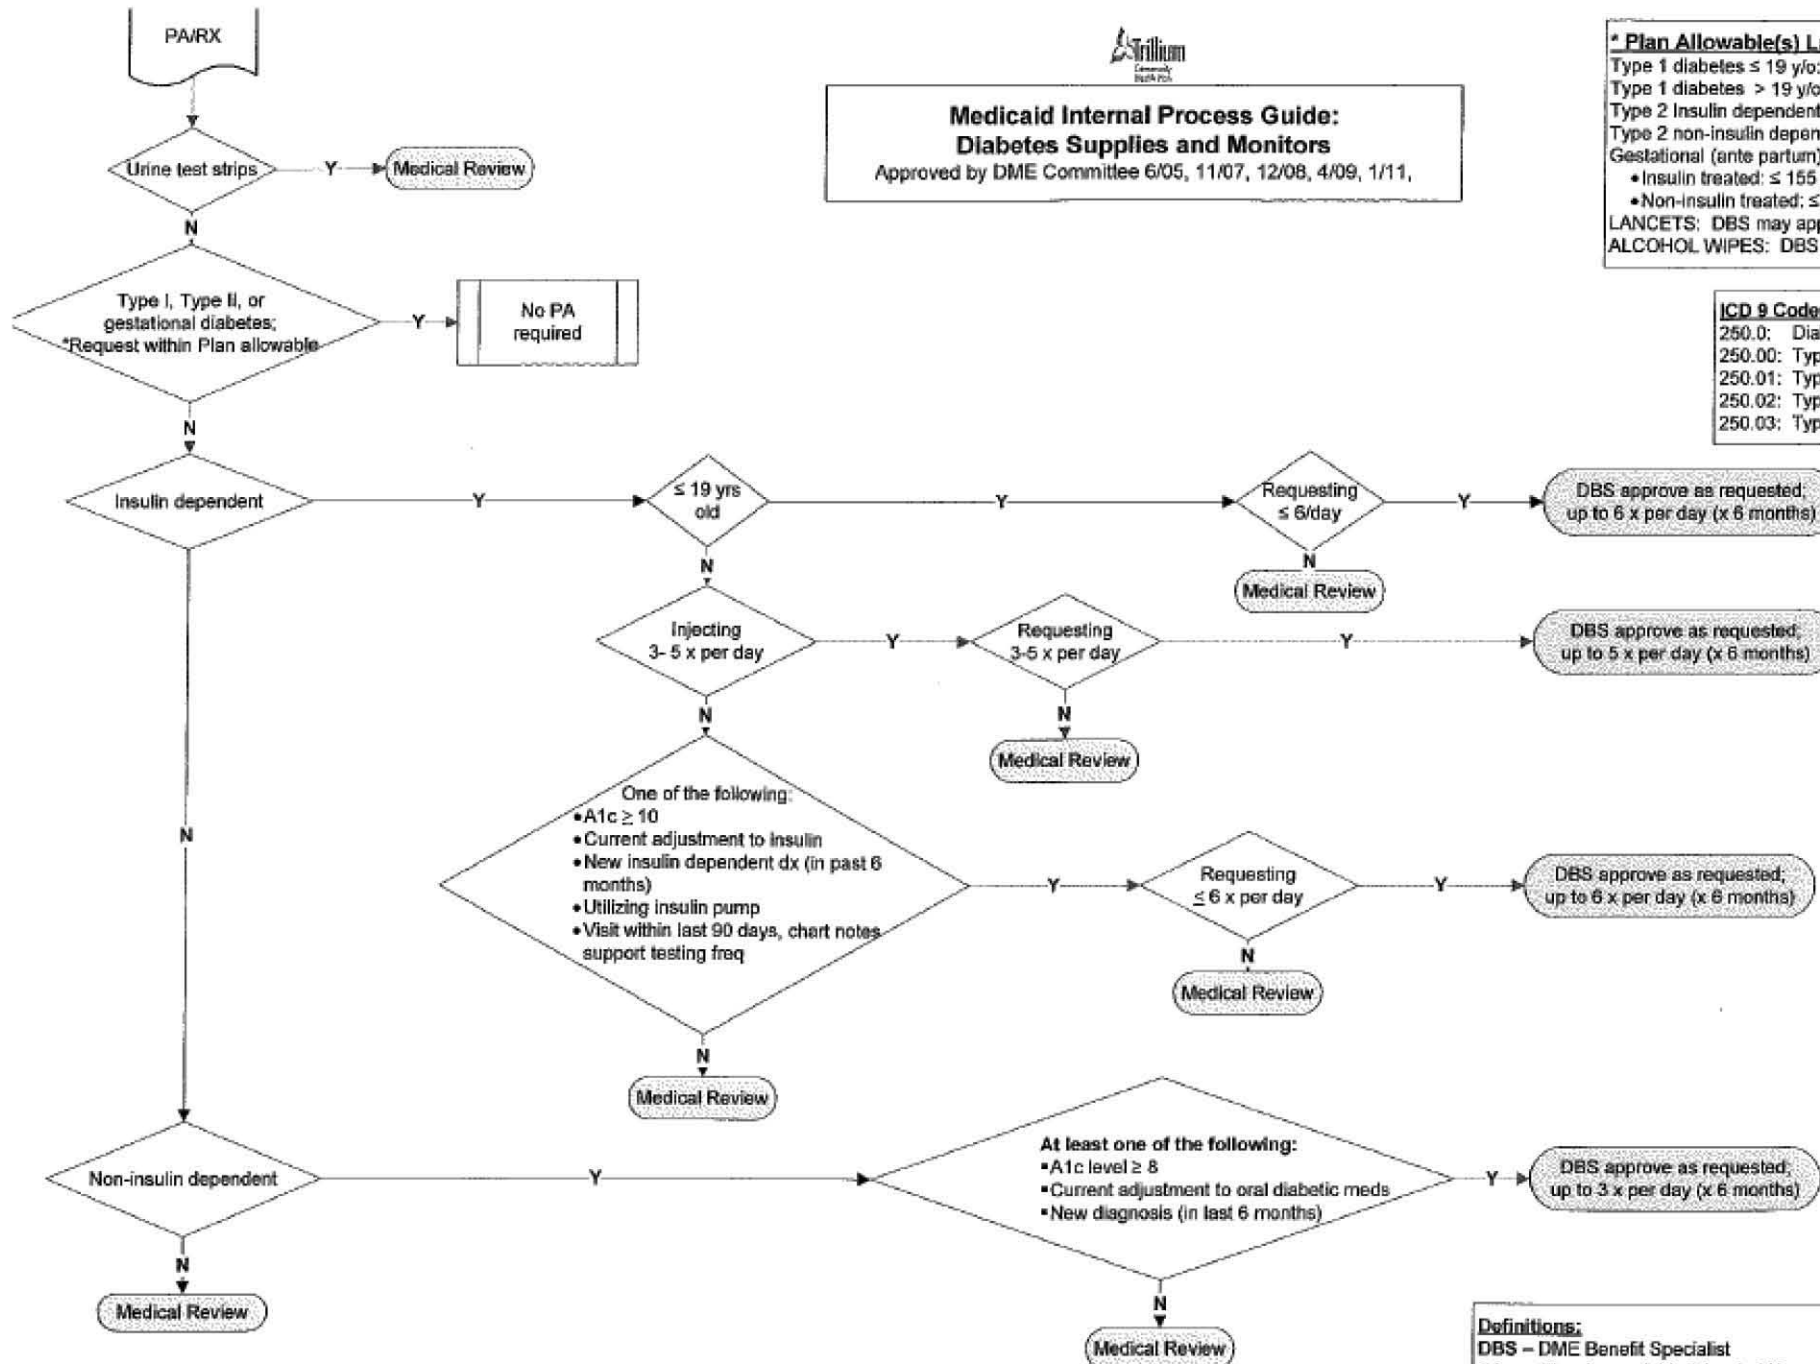 PA/RX
Trillium
Community
Health Plan
Medicaid Internal Process Guide:
Diabetes Supplies and Monitors
Approved by DME Committee 6/05, 11/07, 12/08, 4/09, 1/11,
* Plan Allowable(s)
Type 1 diabetes ≤ 19 y/o:
Type 1 diabetes > 19 y/o
Type 2 Insulin dependent
Type 2 non-insulin
Gestational (ante partum)
•Insulin treated: ≤ 155
•Non-insulin treated: ≤
LANCETS: DBS may
ALCOHOL WIPES: DBS
ICD 9
250.0:
250.00:
250.01:
250.02:
250.03:
Urine test strips
Y
Medical Review
N
Type I, Type II, or
gestational diabetes;
*Request within Plan allowable
Y
No PA
required
N
Insulin dependent
Y
≤ 19 yrs
old
Y
Requesting
≤ 6/day
Y
DBS approve as requested;
up to 6 x per day (x 6 months)
N
Medical Review
N
Injecting
3- 5 x per day
Y
Requesting
3-5 x per day
Y
DBS approve as requested;
up to 5 x per day (x 6 months)
N
Medical Review
N
One of the following:
•A1c ≥ 10
•Current adjustment to insulin
•New insulin dependent dx (in past 6
months)
•Utilizing insulin pump
•Visit within last 90 days, chart notes
support testing freq
Y
Requesting
≤ 6 x per day
Y
DBS approve as requested;
up to 6 x per day (x 6 months)
N
Medical Review
N
Medical Review
N
Non-insulin dependent
Y
At least one of the following:
▪A1c level ≥ 8
▪Current adjustment to oral diabetic meds
▪New diagnosis (in last 6 months)
Y
DBS approve as requested;
up to 3 x per day (x 6 months)
N
Medical Review
N
Medical Review
Definitions:
DBS – DME Benefit Specialist